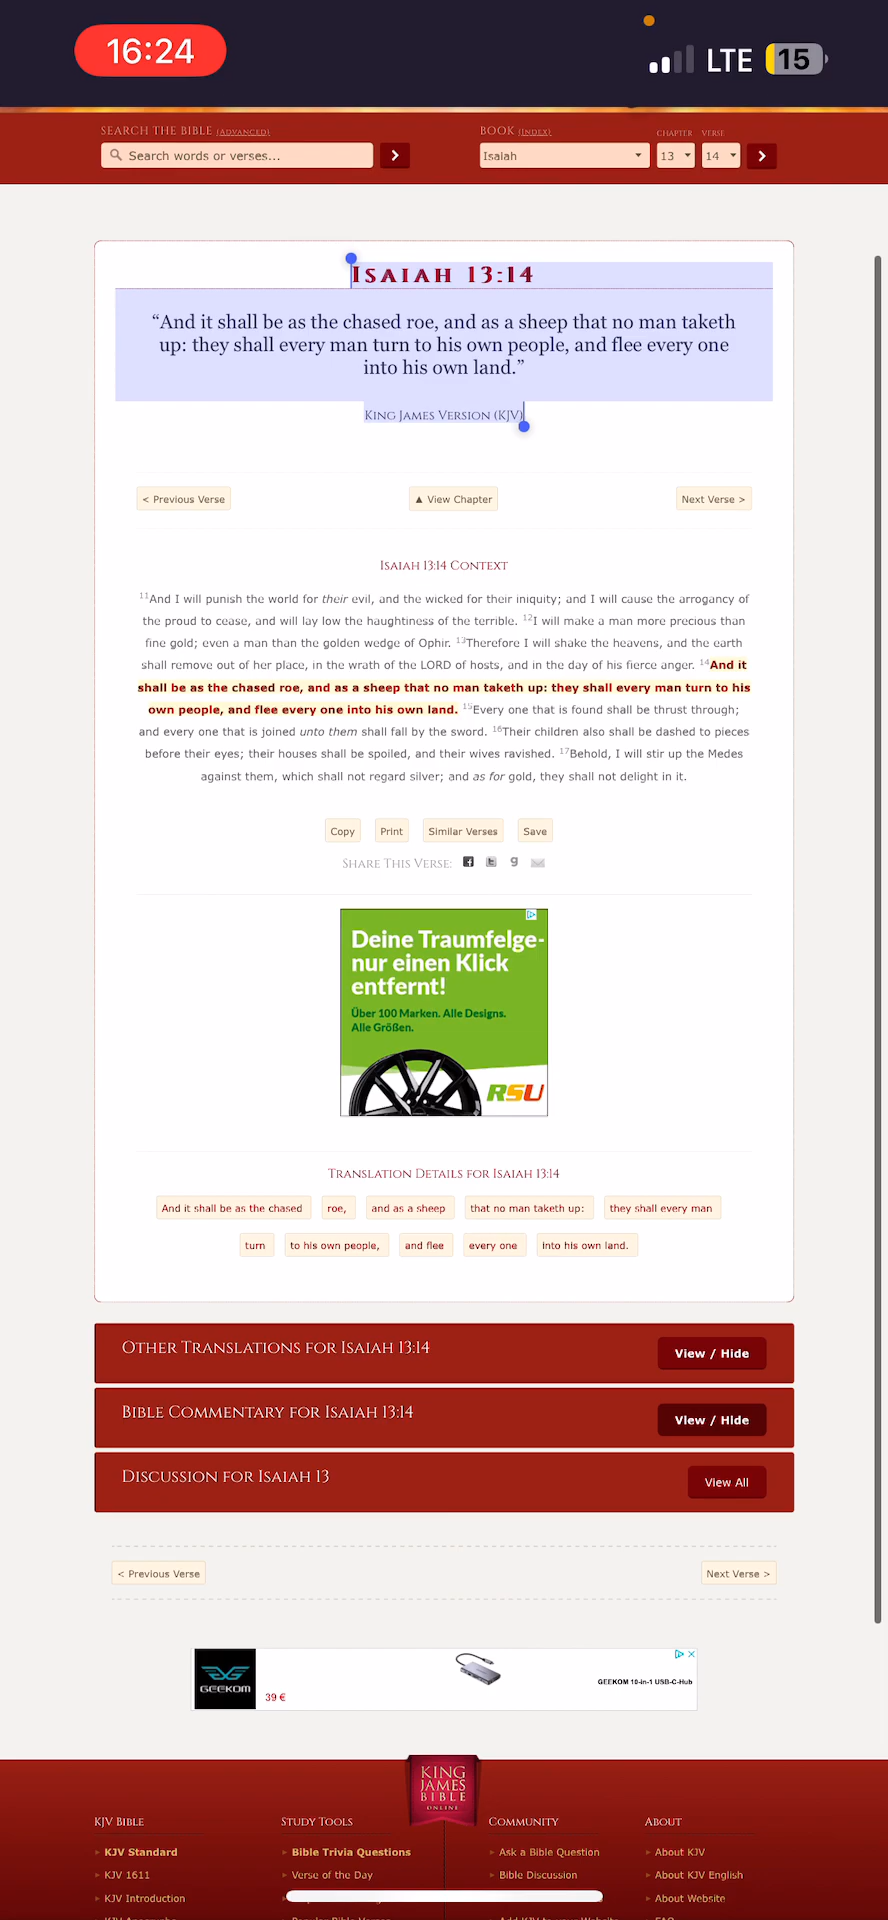 16:24
LTE 15
SEARCH THE BIBLE (ADVANCED)
Search words or verses...
BOOK (INDEX)
CHAPTER VERSE
Isaiah 13 14
ISAIAH 13:14
“And it shall be as the chased roe, and as a sheep that no man taketh
up: they shall every man turn to his own people, and flee every one
into his own land.”
KING JAMES VERSION (KJV)
< Previous Verse
▲ View Chapter
Next Verse >
ISAIAH 13:14 CONTEXT
11And I will punish the world for their evil, and the wicked for their iniquity; and I will cause the arrogancy of
the proud to cease, and will lay low the haughtiness of the terrible. 12I will make a man more precious than
fine gold; even a man than the golden wedge of Ophir. 13Therefore I will shake the heavens, and the earth
shall remove out of her place, in the wrath of the LORD of hosts, and in the day of his fierce anger. 14And it
shall be as the chased roe, and as a sheep that no man taketh up: they shall every man turn to his
own people, and flee every one into his own land. 15Every one that is found shall be thrust through;
and every one that is joined unto them shall fall by the sword. 16Their children also shall be dashed to pieces
before their eyes; their houses shall be spoiled, and their wives ravished. 17Behold, I will stir up the Medes
against them, which shall not regard silver; and as for gold, they shall not delight in it.
Copy Print Similar Verses Save
SHARE THIS VERSE:
Deine Traumfelge-
nur einen Klick
entfernt!
Über 100 Marken. Alle Designs.
Alle Größen.
RSU
TRANSLATION DETAILS FOR ISAIAH 13:14
And it shall be as the chased roe, and as a sheep that no man taketh up: they shall every man
turn to his own people, and flee every one into his own land.
OTHER TRANSLATIONS FOR ISAIAH 13:14
View / Hide
BIBLE COMMENTARY FOR ISAIAH 13:14
View / Hide
DISCUSSION FOR ISAIAH 13
View All
< Previous Verse
Next Verse >
GEEKOM
39 €
GEEKOM 10-in-1 USB-C-Hub
KING
JAMES
BIBLE
ONLINE
KJV BIBLE
KJV Standard
KJV 1611
KJV Introduction
STUDY TOOLS
Bible Trivia Questions
Verse of the Day
COMMUNITY
Ask a Bible Question
Bible Discussion
ABOUT
About KJV
About KJV English
About Website